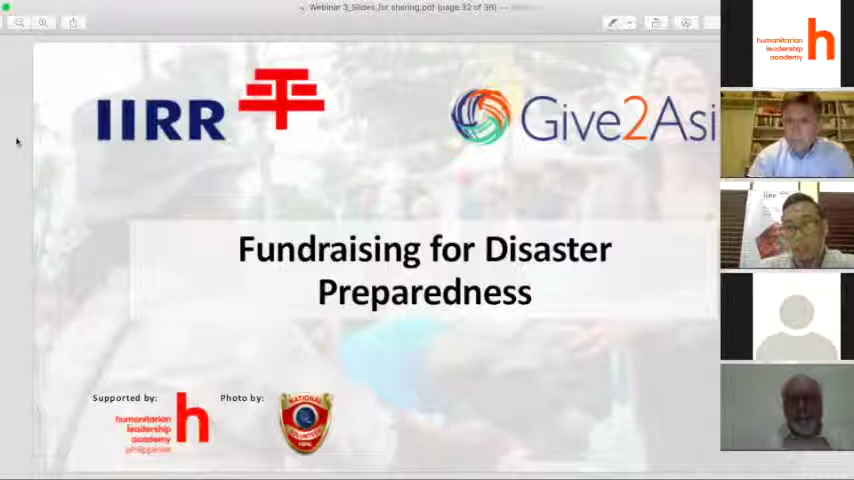 Webinar 3_Slides_for sharing.pdf (page 32 of 36)
humanitarian
leadership
academy
h
IIRR
Give2Asi
Fundraising for Disaster
Preparedness
Supported by:
Photo by:
humanitarian
leadership
academy
philippines
h
NATIONAL